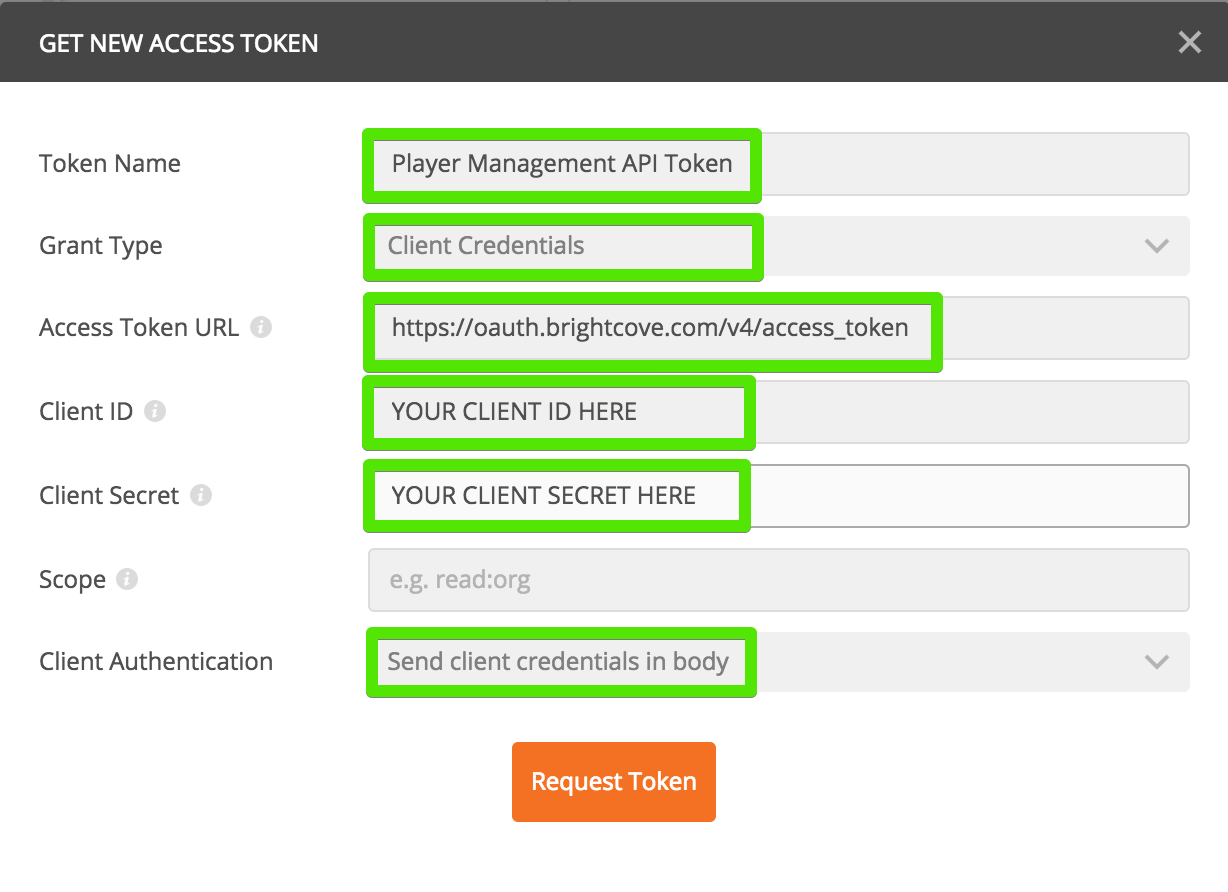 GET NEW ACCESS TOKEN
Token Name
Player Management API Token
Grant Type
Client Credentials
Access Token URL
https://oauth.brightcove.com/v4/access_token
Client ID
YOUR CLIENT ID HERE
Client Secret
YOUR CLIENT SECRET HERE
Scope
e.g. read:org
Client Authentication
Send client credentials in body
Request Token